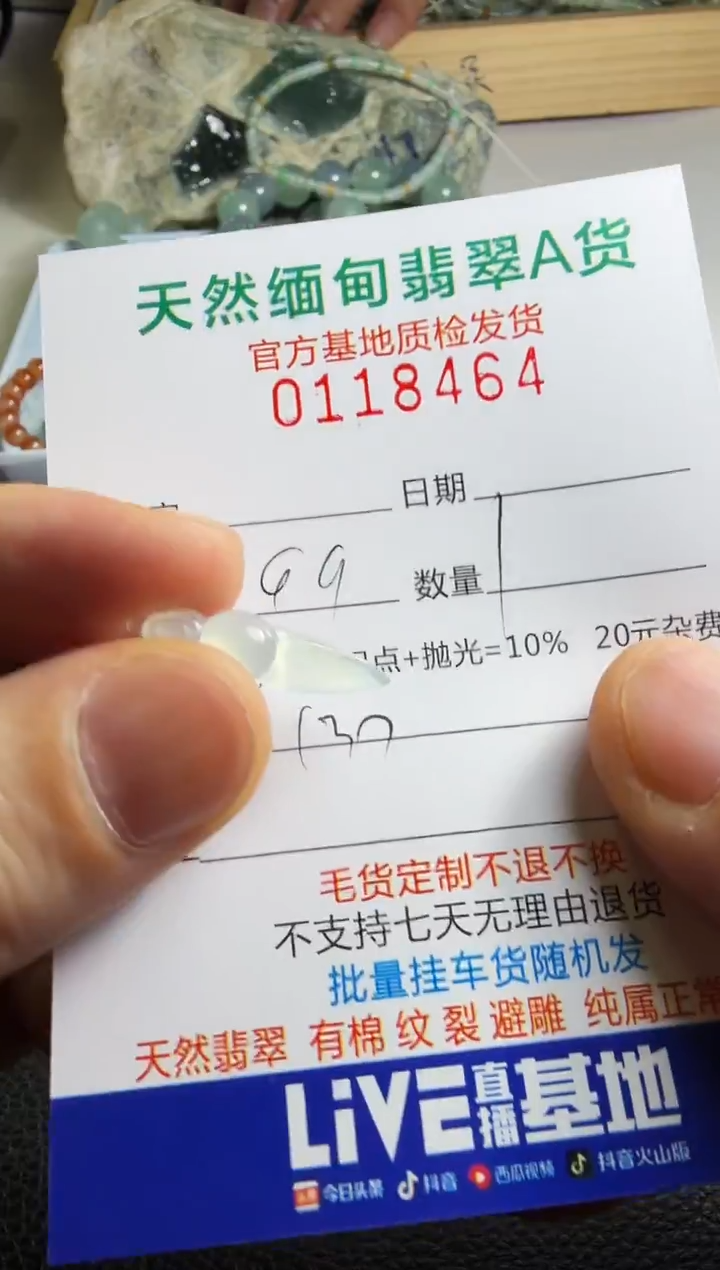 天然缅甸翡翠A货
官方基地质检发货
0118464
日期
99 数量 1
点+抛光=10% 20元杂费
130
毛货定制不退不换
不支持七天无理由退货
批量挂车货随机发
天然翡翠 有棉 纹 裂 避雕 纯属正常
LiVE直播基地
今日头条 抖音 西瓜视频 抖音火山版